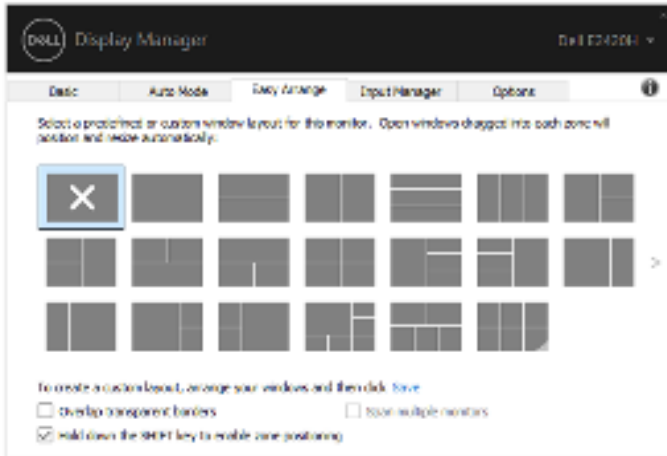 DELL Display Manager
Dell E2420H
Basic Auto Mode Easy Arrange Input Manager Options
Select a predefined or custom window layout for this monitor. Open windows dragged into each zone will
position and resize automatically.
To create a custom layout, arrange your windows and then click Save
Overlap transparent borders Span multiple monitors
Hold down the SHIFT key to enable zone positioning